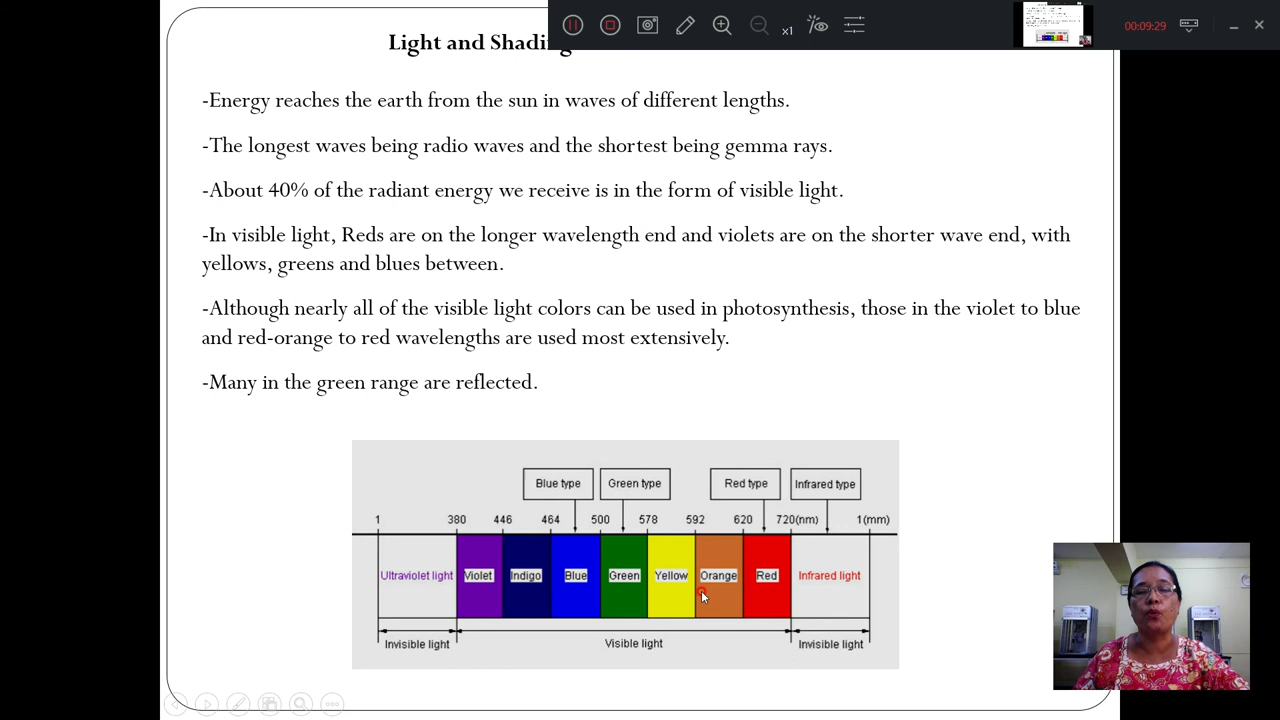 Light and Shading
x1
00:09:29
-Energy reaches the earth from the sun in waves of different lengths.
-The longest waves being radio waves and the shortest being gemma rays.
-About 40% of the radiant energy we receive is in the form of visible light.
-In visible light, Reds are on the longer wavelength end and violets are on the shorter wave end, with
yellows, greens and blues between.
-Although nearly all of the visible light colors can be used in photosynthesis, those in the violet to blue
and red-orange to red wavelengths are used most extensively.
-Many in the green range are reflected.
Blue type Green type Red type Infrared type
1 380 446 464 500 578 592 620 720(nm) 1(mm)
Ultraviolet light Violet Indigo Blue Green Yellow Orange Red Infrared light
Invisible light Visible light Invisible light